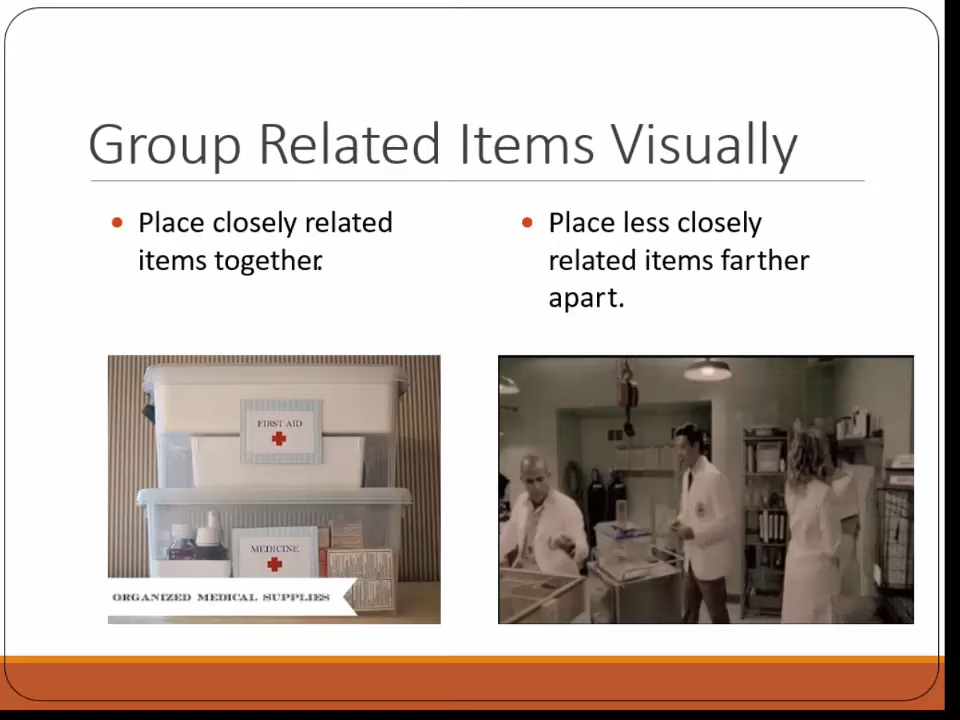 Group Related Items Visually
• Place closely related
items together.
• Place less closely
related items farther
apart.
FIRST AID
MEDICINE
ORGANIZED MEDICAL SUPPLIES